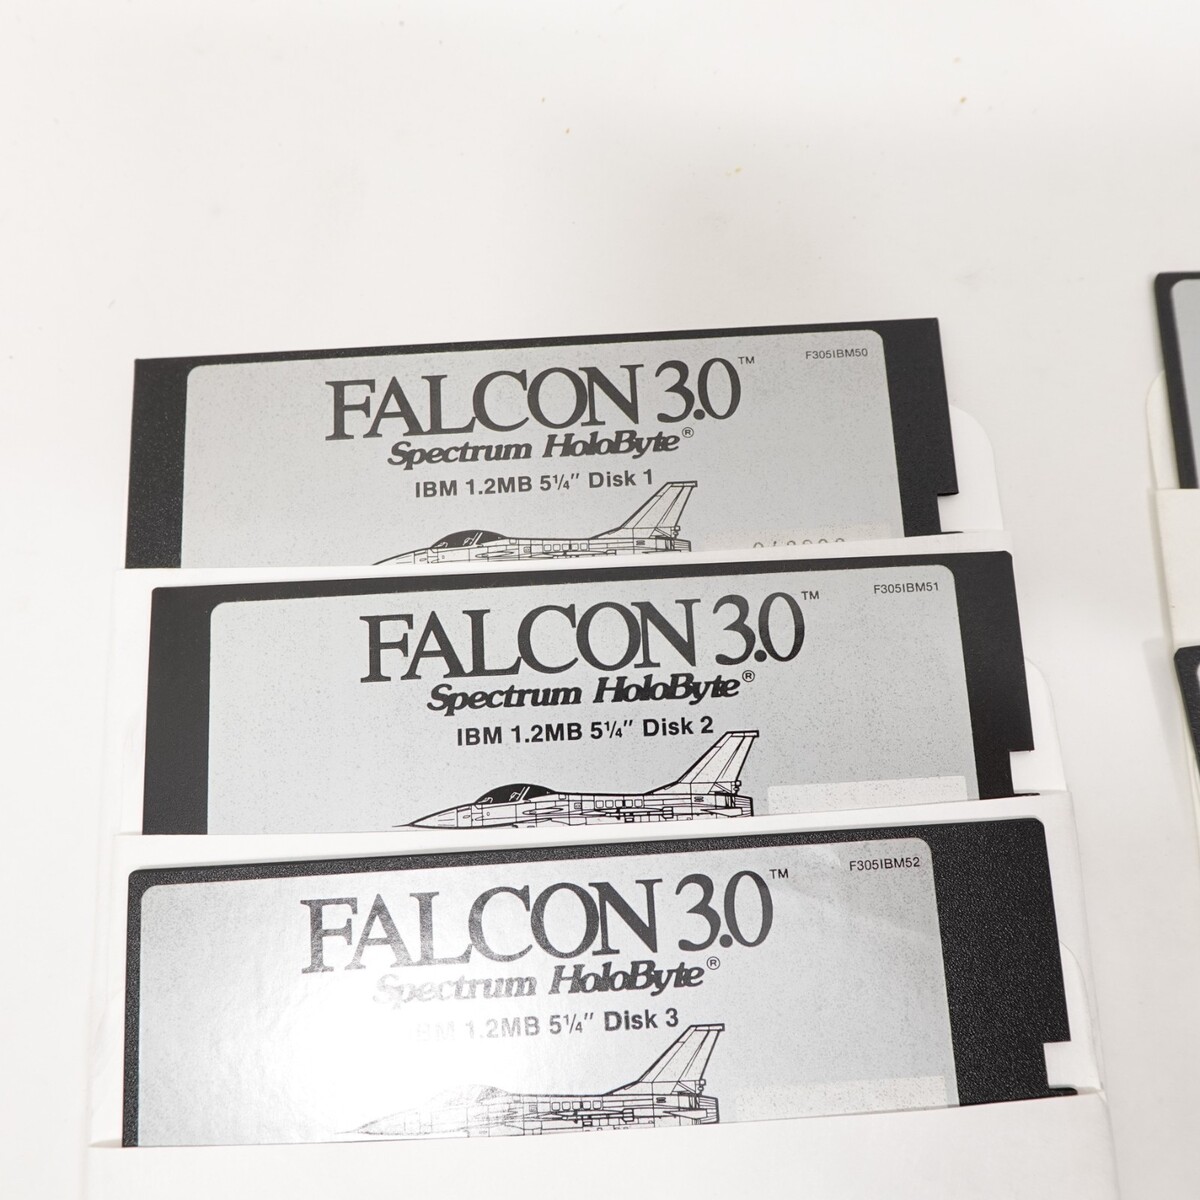 FALCON 3.0™
F305IBM50
Spectrum HoloByte®
IBM 1.2MB 5¼" Disk 1
FALCON 3.0™
F305IBM51
Spectrum HoloByte®
IBM 1.2MB 5¼" Disk 2
FALCON 3.0™
F305IBM52
Spectrum HoloByte®
IBM 1.2MB 5¼" Disk 3